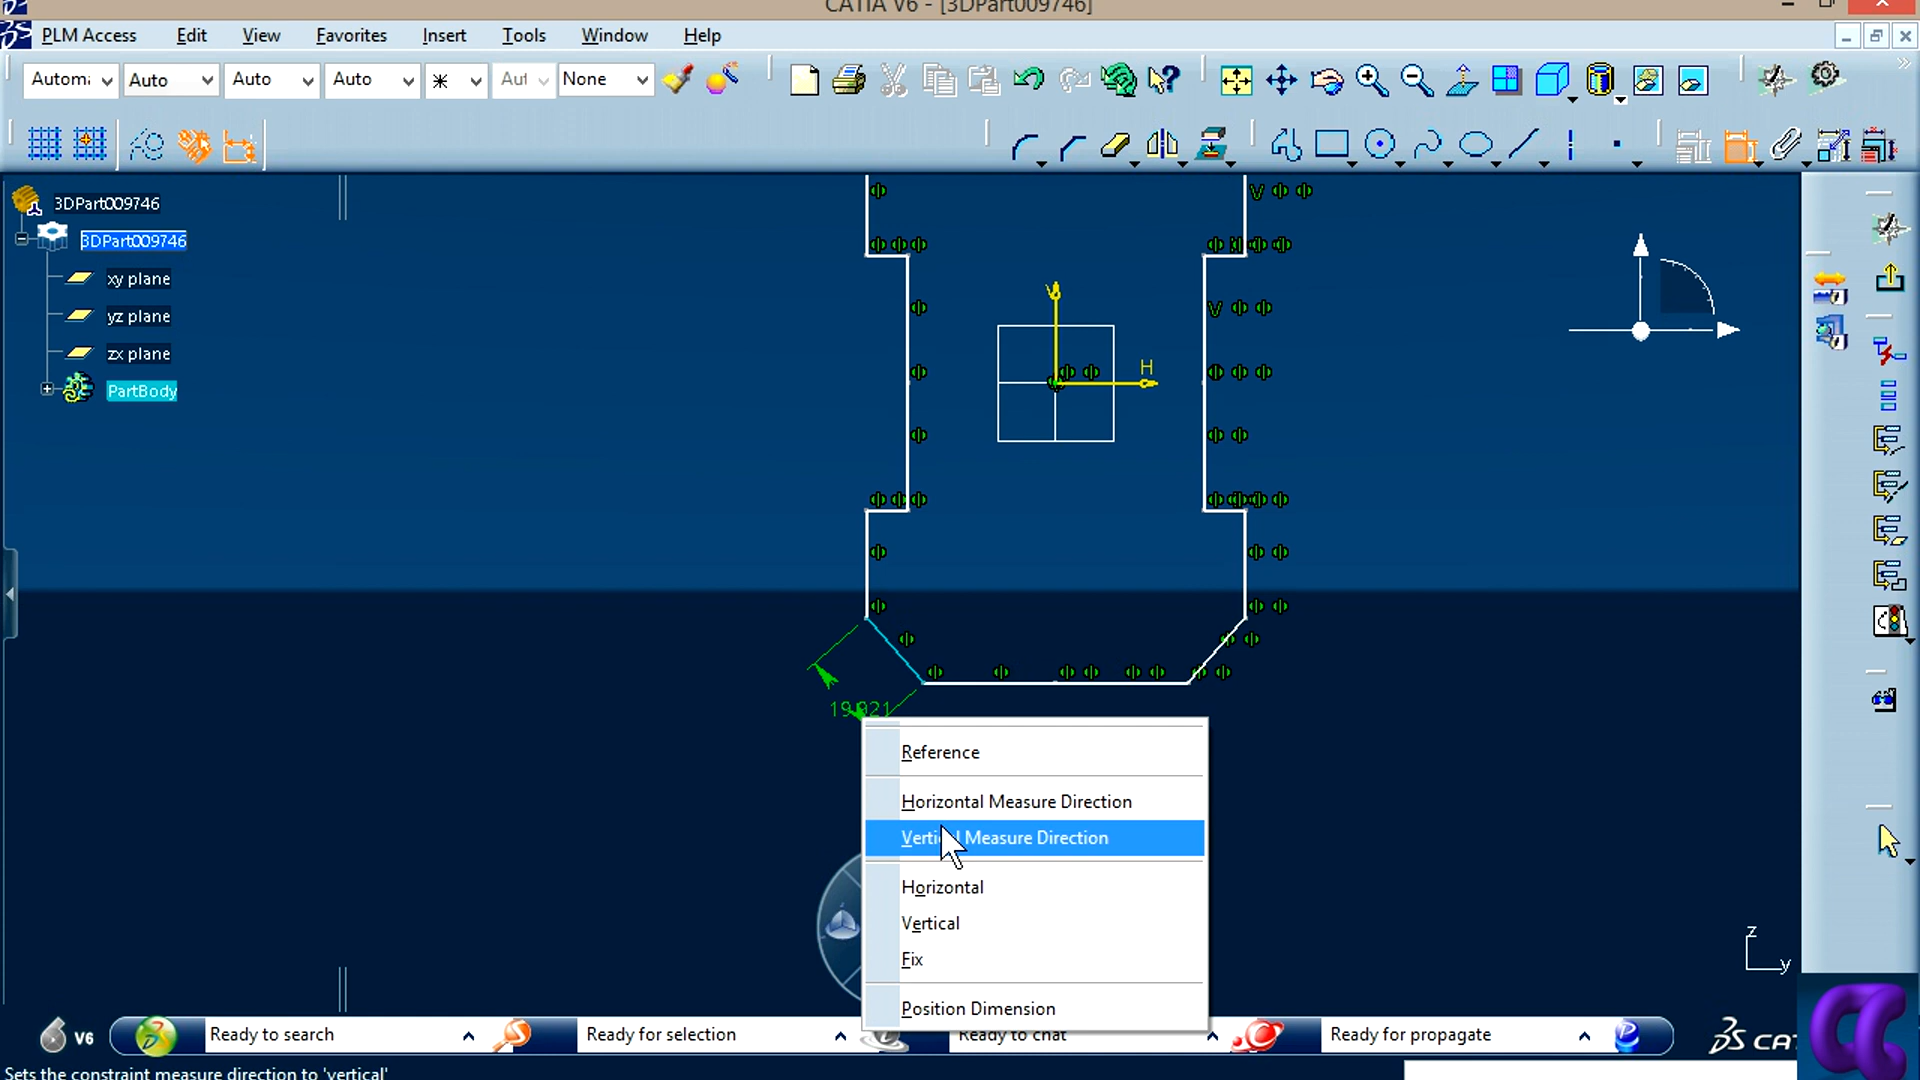 CATIA V6 - [3DPart009746]
PLM Access Edit View Favorites Insert Tools Window Help
Auto Auto Auto Aut None
3DPart009746
3DPart009746
xy plane
yz plane
zx plane
PartBody
V
V
V
H
19.921
Reference
Horizontal Measure Direction
Vertical Measure Direction
Horizontal
Vertical
Fix
Position Dimension
z
y
V6 Ready to search Ready for selection Ready to chat Ready for propagate
Sets the constraint measure direction to 'vertical'